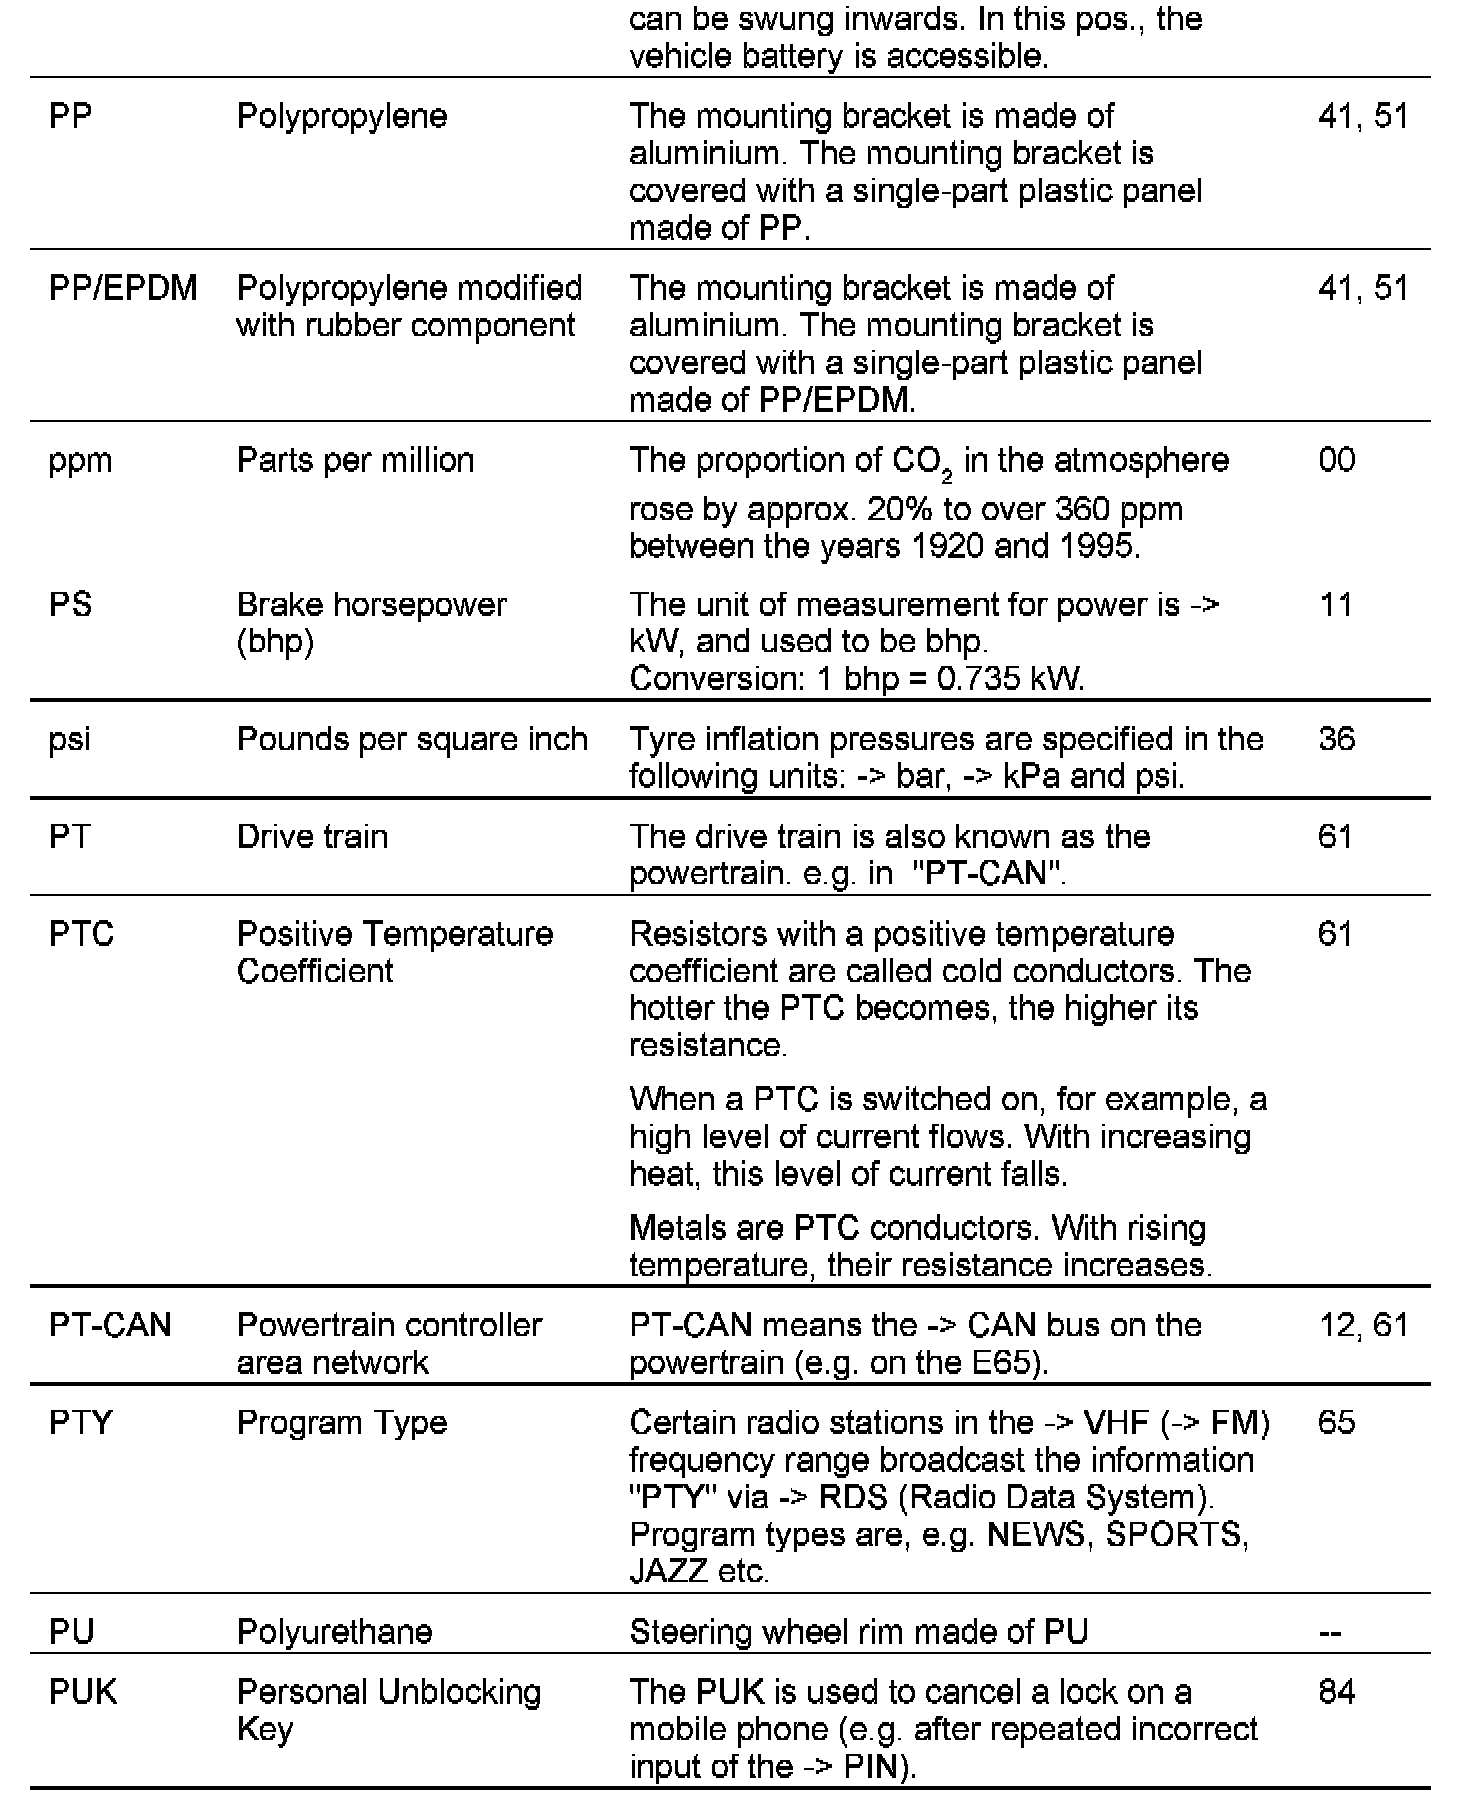 can be swung inwards. In this pos., the
vehicle battery is accessible.
PP Polypropylene The mounting bracket is made of 41, 51
aluminium. The mounting bracket is
covered with a single-part plastic panel
made of PP.
PP/EPDM Polypropylene modified The mounting bracket is made of 41, 51
with rubber component aluminium. The mounting bracket is
covered with a single-part plastic panel
made of PP/EPDM.
ppm Parts per million The proportion of CO₂ in the atmosphere 00
rose by approx. 20% to over 360 ppm
between the years 1920 and 1995.
PS Brake horsepower The unit of measurement for power is -> 11
(bhp) kW, and used to be bhp.
Conversion: 1 bhp = 0.735 kW.
psi Pounds per square inch Tyre inflation pressures are specified in the 36
following units: -> bar, -> kPa and psi.
PT Drive train The drive train is also known as the 61
powertrain. e.g. in "PT-CAN".
PTC Positive Temperature Resistors with a positive temperature 61
Coefficient coefficient are called cold conductors. The
hotter the PTC becomes, the higher its
resistance.
When a PTC is switched on, for example, a
high level of current flows. With increasing
heat, this level of current falls.
Metals are PTC conductors. With rising
temperature, their resistance increases.
PT-CAN Powertrain controller PT-CAN means the -> CAN bus on the 12, 61
area network powertrain (e.g. on the E65).
PTY Program Type Certain radio stations in the -> VHF (-> FM) 65
frequency range broadcast the information
"PTY" via -> RDS (Radio Data System).
Program types are, e.g. NEWS, SPORTS,
JAZZ etc.
PU Polyurethane Steering wheel rim made of PU --
PUK Personal Unblocking The PUK is used to cancel a lock on a 84
Key mobile phone (e.g. after repeated incorrect
input of the -> PIN).